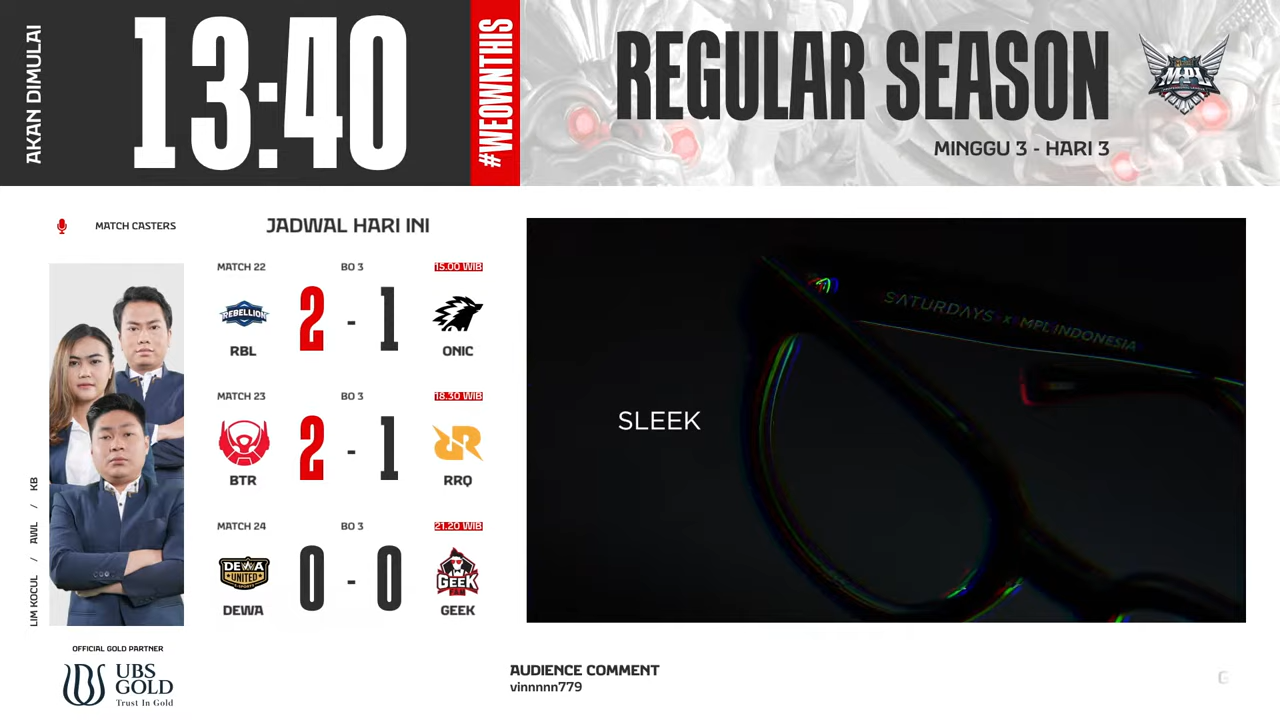 AKAN DIMULAI
13:40
#WEOWNTHIS
REGULAR SEASON
MINGGU 3 - HARI 3
MPL
MATCH CASTERS
LIM KOCUL / AWL / KB
JADWAL HARI INI
MATCH 22 BO 3 15.00 WIB
REBELLION
2 - 1
RBL ONIC
MATCH 23 BO 3 18.30 WIB
2 - 1
BTR RRQ
MATCH 24 BO 3 21.20 WIB
DEWA
UNITED
GEEK
FAM
0 - 0
DEWA GEEK
SATURDAYS x MPL INDONESIA
SLEEK
OFFICIAL GOLD PARTNER
UBS
GOLD
Trust In Gold
AUDIENCE COMMENT
vinnnnn779